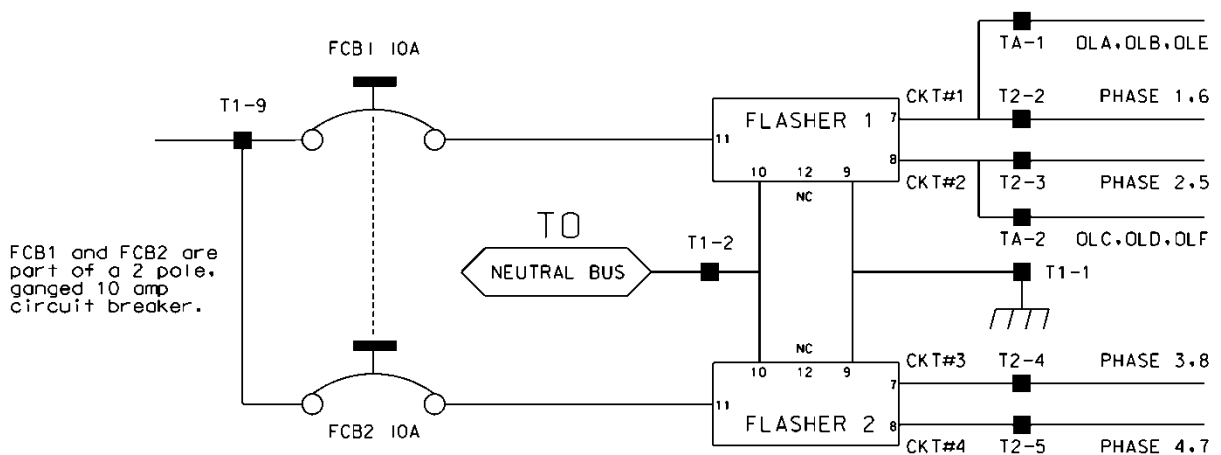 FCB1 10A
T1-9
TA-1 OLA,OLB,OLE
CKT#1 T2-2 PHASE 1,6
11 FLASHER 1 7
8
10 12 9
NC
CKT#2 T2-3 PHASE 2,5
TA-2 OLC,OLD,OLF
FCB1 and FCB2 are
part of a 2 pole,
ganged 10 amp
circuit breaker.
TO
NEUTRAL BUS
T1-2
T1-1
NC
10 12 9
CKT#3 T2-4 PHASE 3,8
7
11 FLASHER 2 8
FCB2 10A
CKT#4 T2-5 PHASE 4,7